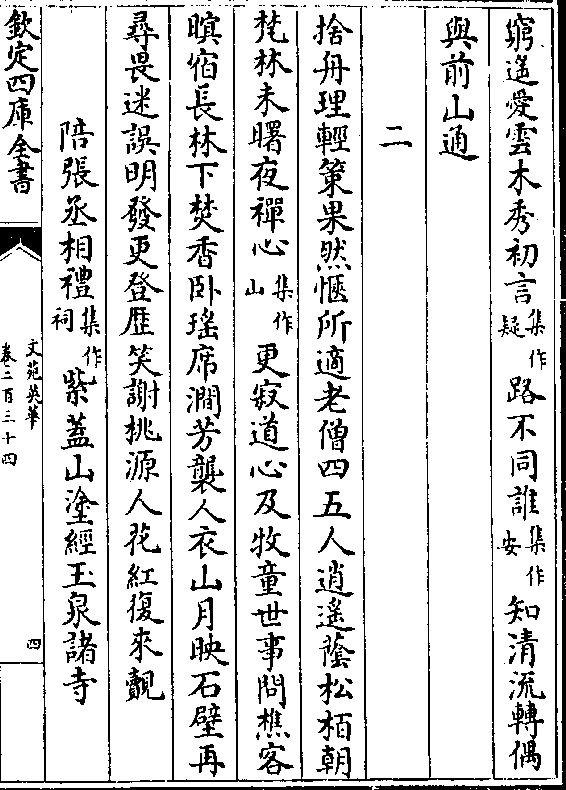 窮遥愛雲木秀初言集作疑路不同誰集作安知清流轉偶
與前山通
二
捨舟理輕策果然愜所適老僧四五人逍遥蔭松栢朝
梵林未曙夜禪心集作山更寂道心及牧童世事問樵客
暝宿長林下焚香卧瑤席澗芳襲人衣山月映石壁再
尋畏迷誤明發更登歴笑謝桃源人花紅復來覿
陪張丞相禮集作祠紫蓋山塗經玉泉諸寺
欽定四庫全書
文苑英華
卷二百三十四
四